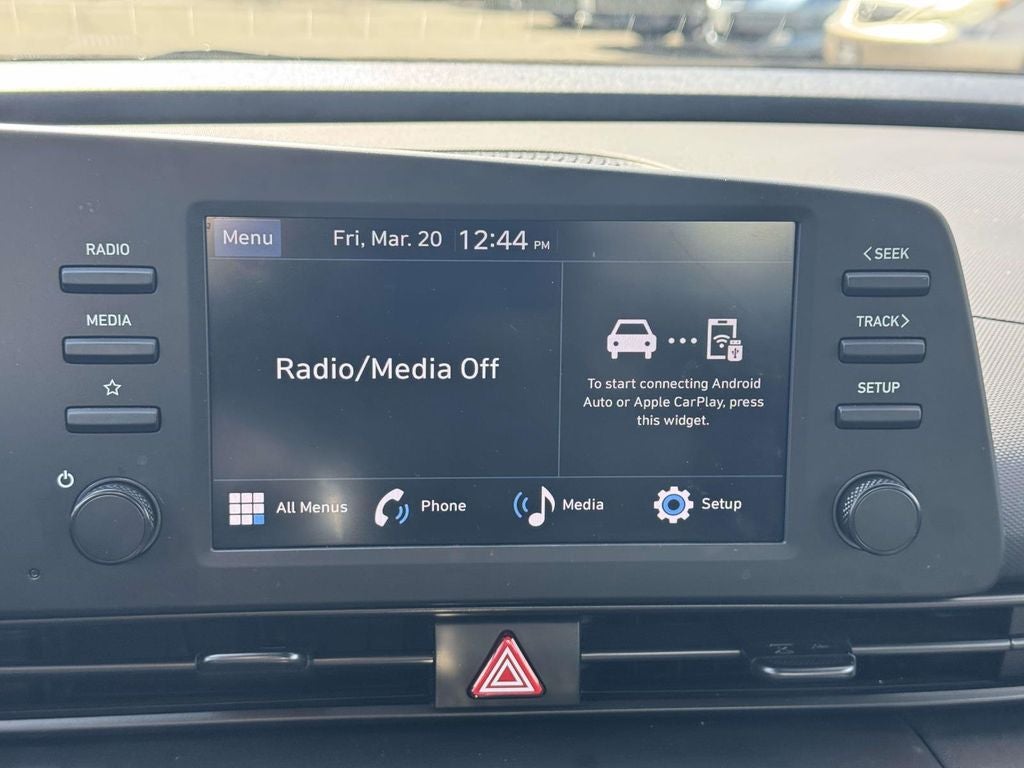 RADIO
MEDIA
Menu
Fri, Mar. 20 12:44 PM
Radio/Media Off
To start connecting Android
Auto or Apple CarPlay, press
this widget.
All Menus
Phone
Media
Setup
<SEEK
TRACK>
SETUP